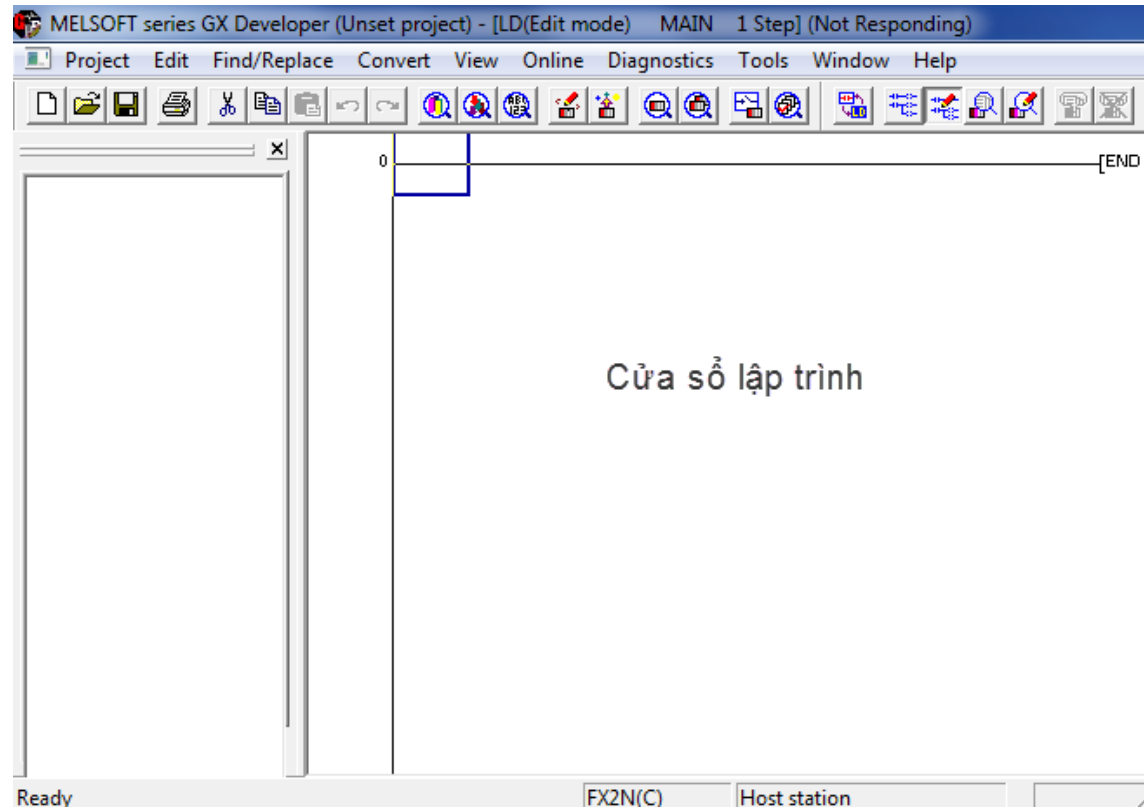 MELSOFT series GX Developer (Unset project) - [LD(Edit mode) MAIN 1 Step] (Not Responding)
Project Edit Find/Replace Convert View Online Diagnostics Tools Window Help
0 [END
Cửa sổ lập trình
Ready FX2N(C) Host station